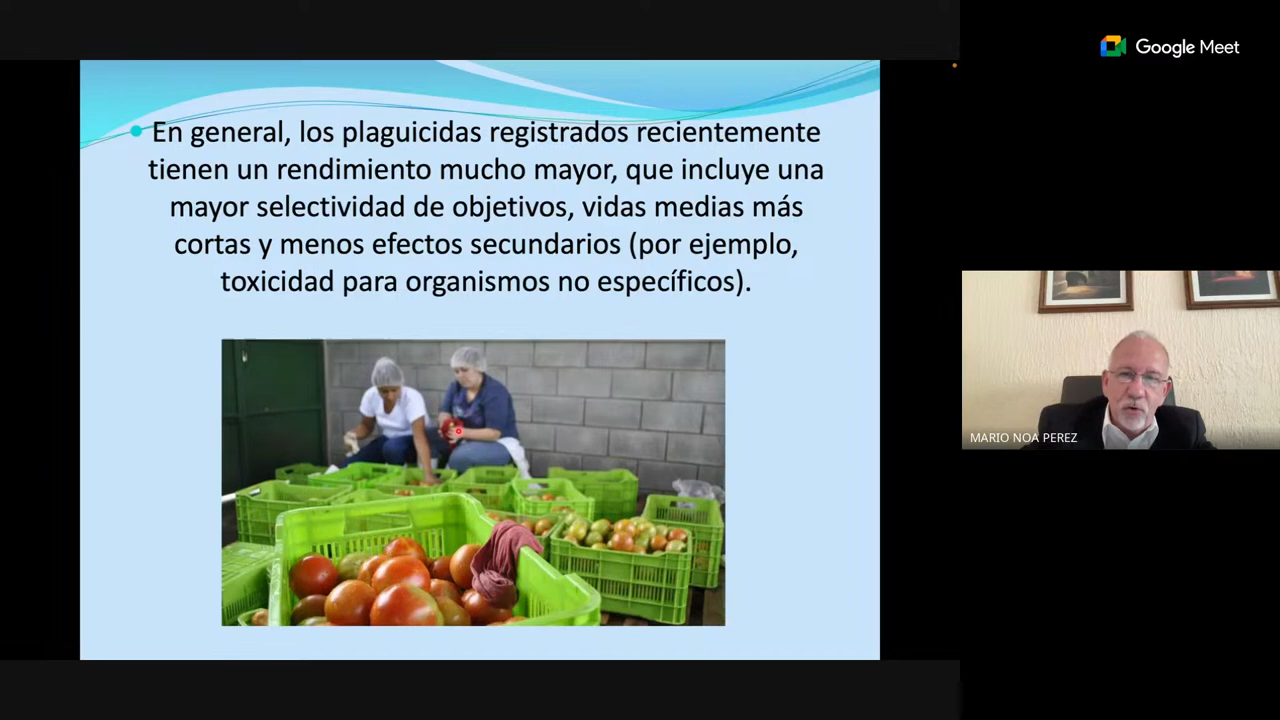 Google Meet
En general, los plaguicidas registrados recientemente
tienen un rendimiento mucho mayor, que incluye una
mayor selectividad de objetivos, vidas medias más
cortas y menos efectos secundarios (por ejemplo,
toxicidad para organismos no específicos).
MARIO NOA PEREZ